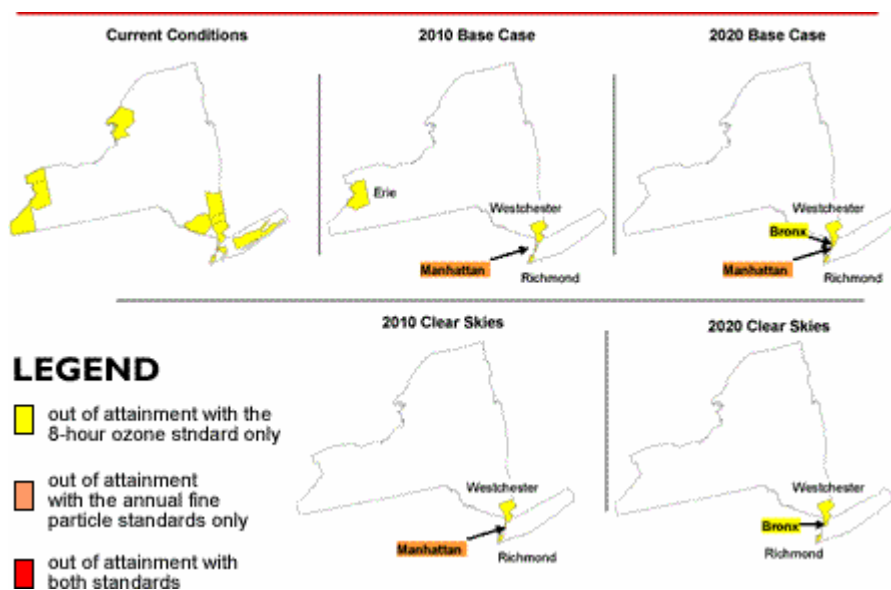 Current Conditions
2010 Base Case
2020 Base Case
Erie
Westchester
Manhattan
Richmond
Westchester
Bronx
Manhattan
Richmond
2010 Clear Skies
2020 Clear Skies
LEGEND
out of attainment with the
8-hour ozone stndard only
out of attainment
with the annual fine
particle standards only
out of attainment with
both standards
Westchester
Manhattan
Richmond
Westchester
Bronx
Richmond